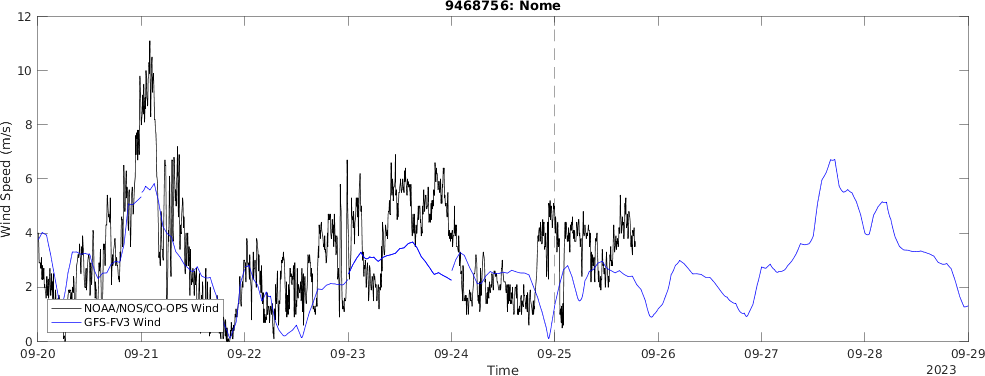 9468756: Nome
Wind Speed (m/s)
12
10
8
6
4
2
0
NOAA/NOS/CO-OPS Wind
GFS-FV3 Wind
09-20 09-21 09-22 09-23 09-24 09-25 09-26 09-27 09-28 09-29
Time
2023